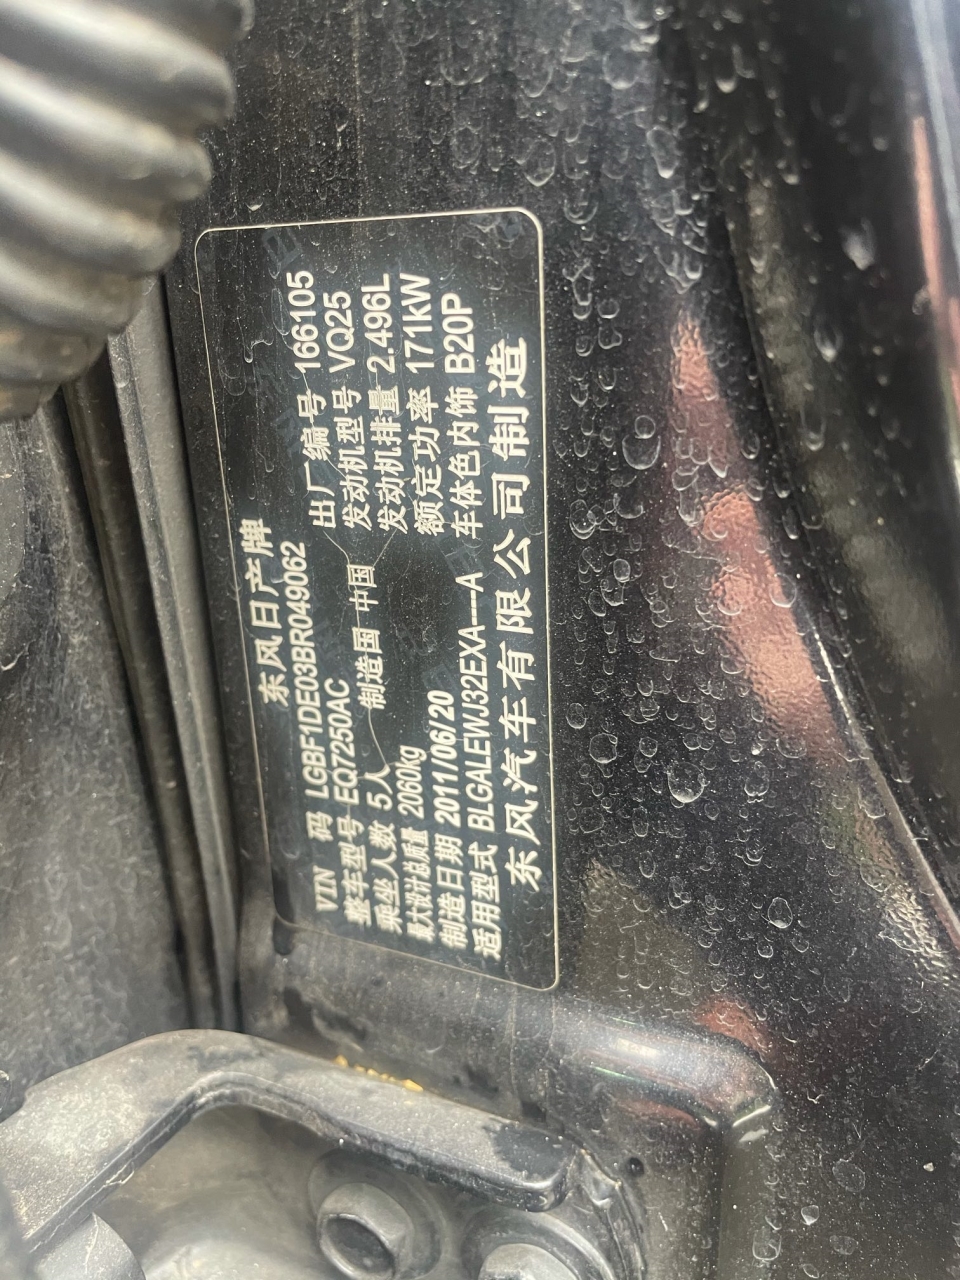 东风日产牌
VIN 码 LGBF1DE03BR049062 出厂编号 166105
整车型号 EQ7250AC 发动机型号 VQ25
乘坐人数 5人 制造国 中国 发动机排量 2.496L
最大设计总质量 2060kg 额定功率 171kW
制造日期 2011/06/20 车体色内饰 B20P
适用型式 BLGALEWJ32EXA----A
东风汽车有限公司制造